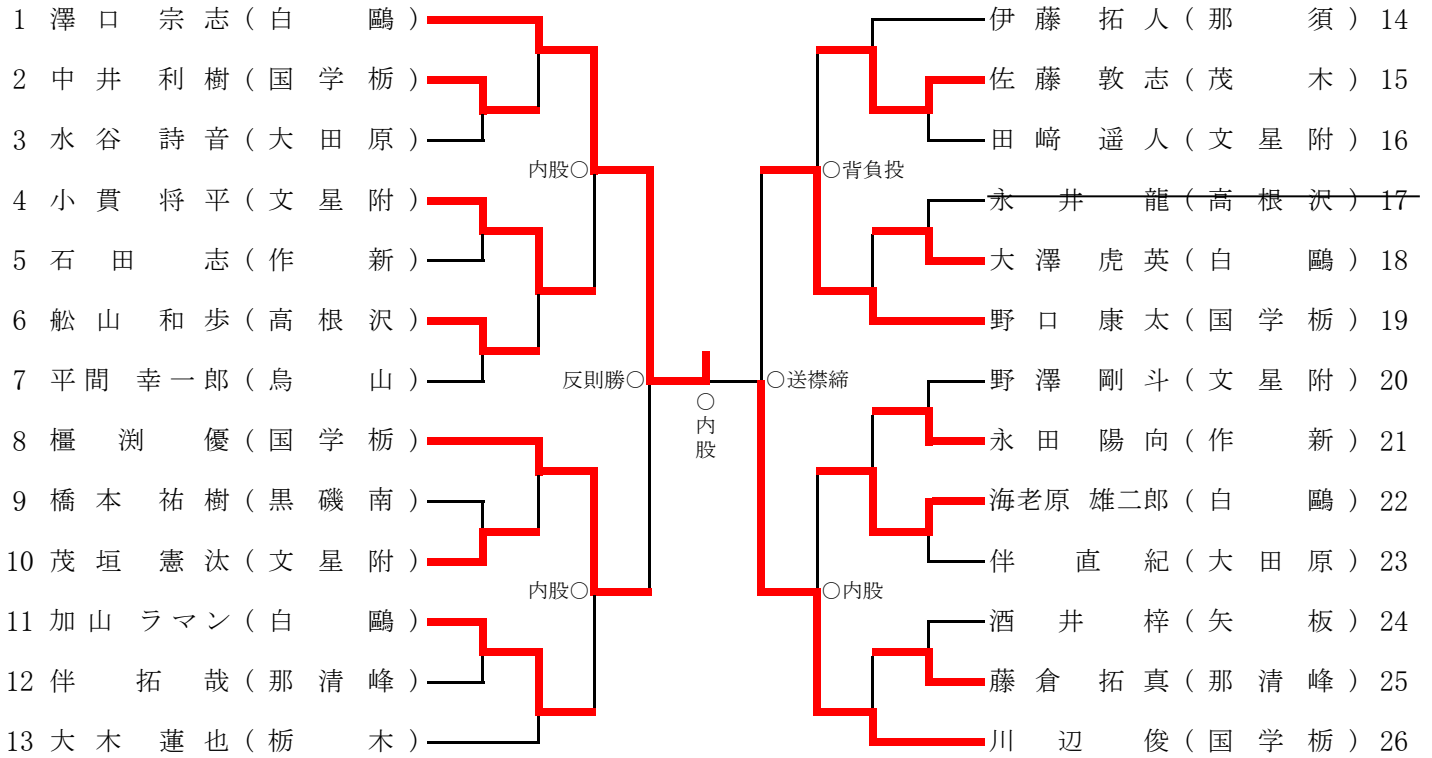 1 澤口 宗志(白 鷗)
2 中井 利樹(国学栃)
3 水谷 詩音(大田原)
4 小貫 将平(文星附)
5 石田 志(作 新)
6 舩山 和歩(高根沢)
7 平間 幸一郎(烏 山)
8 橿渕 優(国学栃)
9 橋本 祐樹(黒磯南)
10 茂垣 憲汰(文星附)
11 加山 ラマン(白 鷗)
12 伴 拓哉(那清峰)
13 大木 蓮也(栃 木)
内股○
反則勝○
内股○
○内股
○背負投
○送襟締
○内股
伊藤拓人(那 須)14
佐藤敦志(茂 木)15
田﨑遥人(文星附)16
永井 龍(高根沢)17
大澤虎英(白 鷗)18
野口康太(国学栃)19
野澤剛斗(文星附)20
永田陽向(作 新)21
海老原 雄二郎(白 鷗)22
伴 直紀(大田原)23
酒井 梓(矢 板)24
藤倉拓真(那清峰)25
川辺 俊(国学栃)26